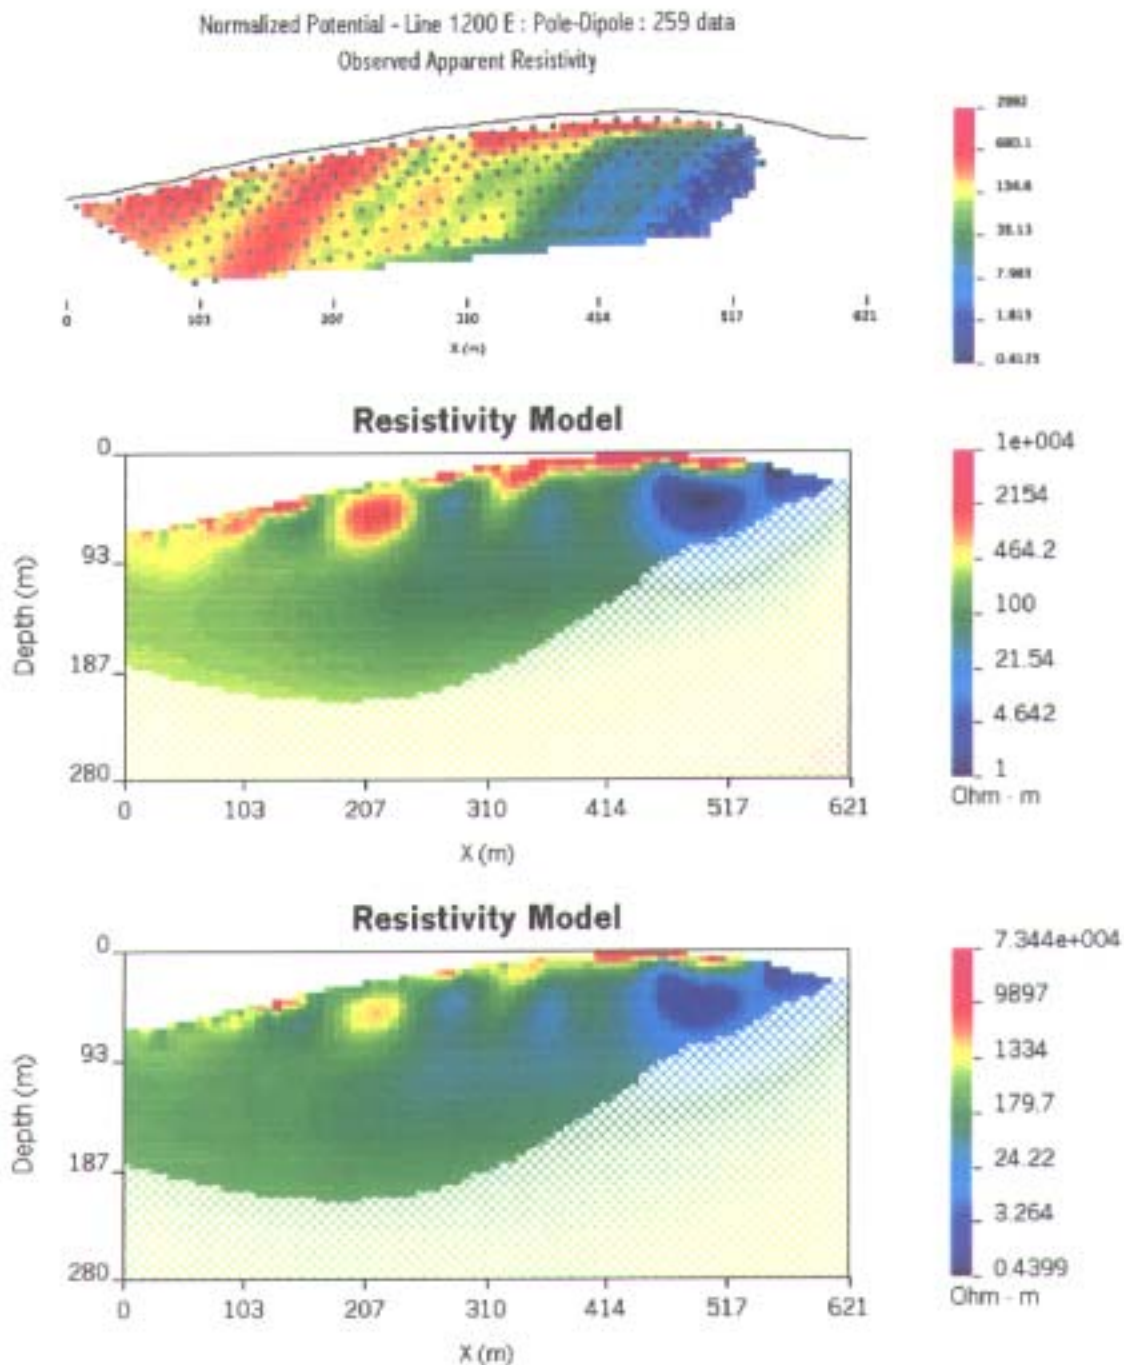 Normalized Potential - Line 1200 E : Pole-Dipole : 259 data
Observed Apparent Resistivity
0 103 207 310 414 517 621
X (m)
Resistivity Model
0
93
187
280
Depth (m)
0 103 207 310 414 517 621
X (m)
1e+004
2154
464.2
100
21.54
4.642
1
Ohm - m
Resistivity Model
0
93
187
280
Depth (m)
0 103 207 310 414 517 621
X (m)
7.344e+004
9897
1334
179.7
24.22
3.264
0.4399
Ohm - m